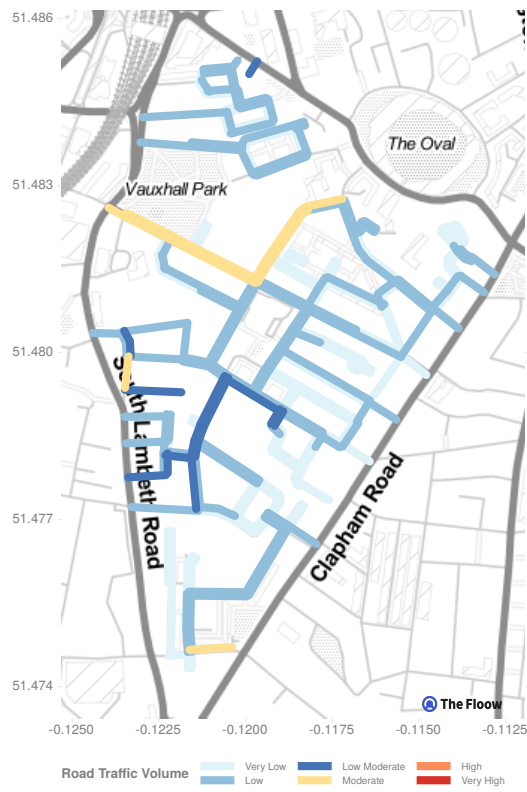 51.486
The Oval
51.483
Vauxhall Park
51.480
South Lambeth Road
Clapham Road
51.477
51.474
The Floow
-0.1250
-0.1225
-0.1200
-0.1175
-0.1150
-0.1125
Road Traffic Volume
Very Low
Low Moderate
High
Low
Moderate
Very High